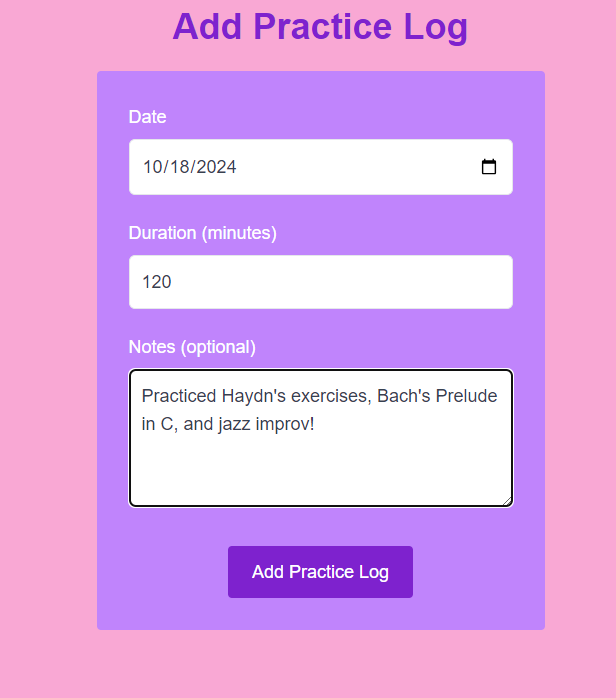 Add Practice Log
Date
10/18/2024
Duration (minutes)
120
Notes (optional)
Practiced Haydn's exercises, Bach's Prelude
in C, and jazz improv!
Add Practice Log